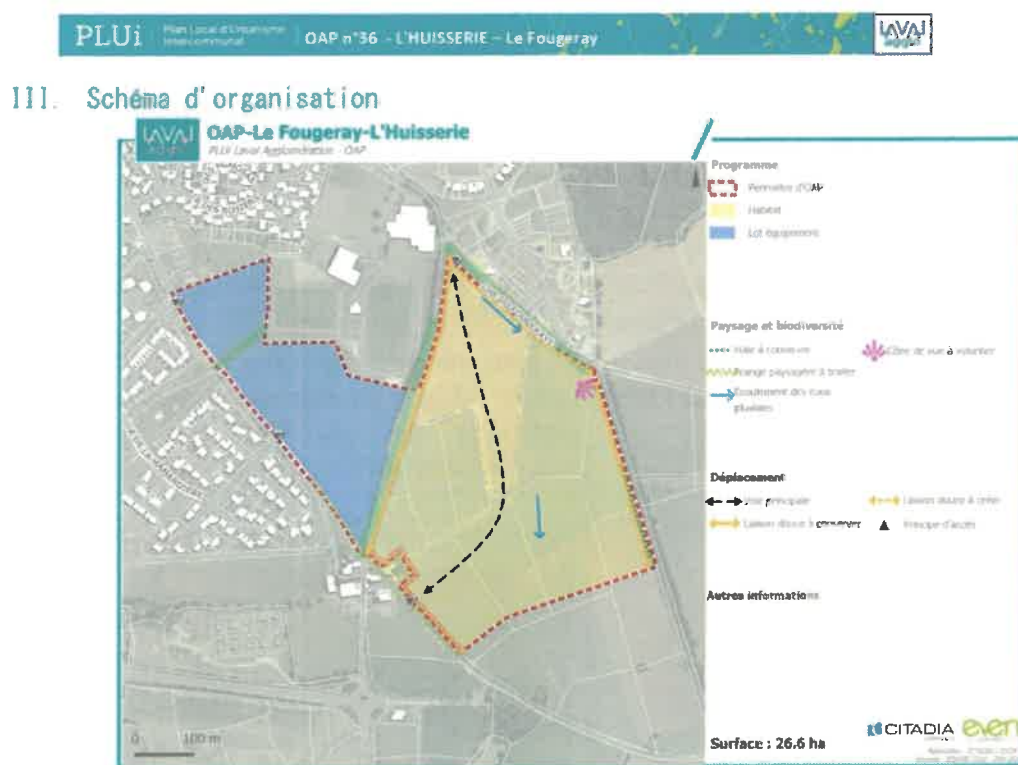 PLUi Plan Local d'Urbanisme Intercommunal OAP n°36 - L'HUISSERIE – Le Fougeray LAVAL agglo
III. Schéma d'organisation
LAVAL agglo OAP-Le Fougeray-L'Huisserie
PLUi Laval Agglomération - OAP
Programme
Périmètre d'OAP
Habitat
Lot équipement
Paysage et biodiversité
Haie à conserver
Cône de vue à valoriser
Frange paysagère à traiter
Ecoulement des eaux
pluviales
Déplacement
Voie principale
Liaison douce à créer
Liaison douce à conserver
Principe d'accès
Autres informations
0 100 m
Surface : 26.6 ha
CITADIA even